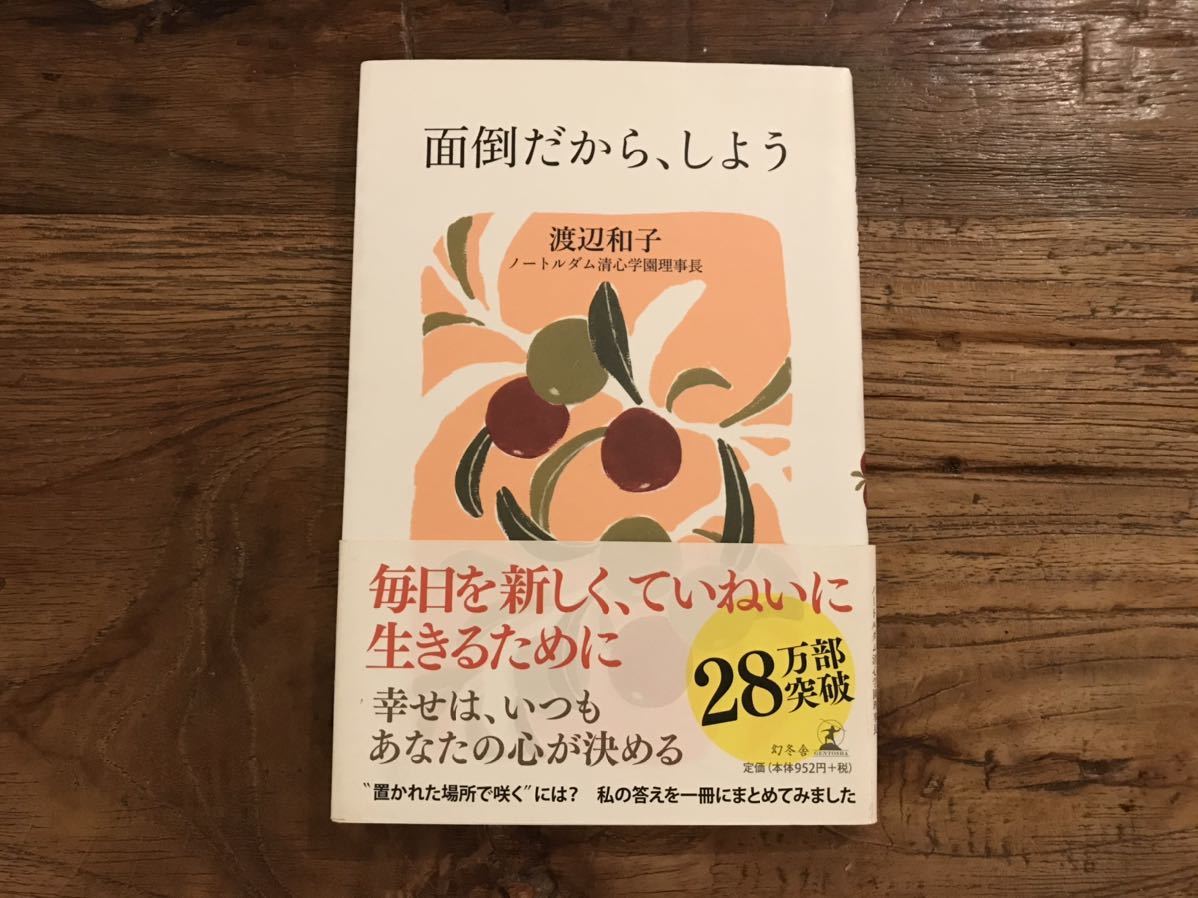 面倒だから、しよう
渡辺和子
ノートルダム清心学園理事長
毎日を新しく、ていねいに
生きるために
幸せは、いつも
あなたの心が決める
28万部
突破
幻冬舎
GENTOSHA
定価(本体952円+税)
"置かれた場所で咲く"には? 私の答えを一冊にまとめてみました